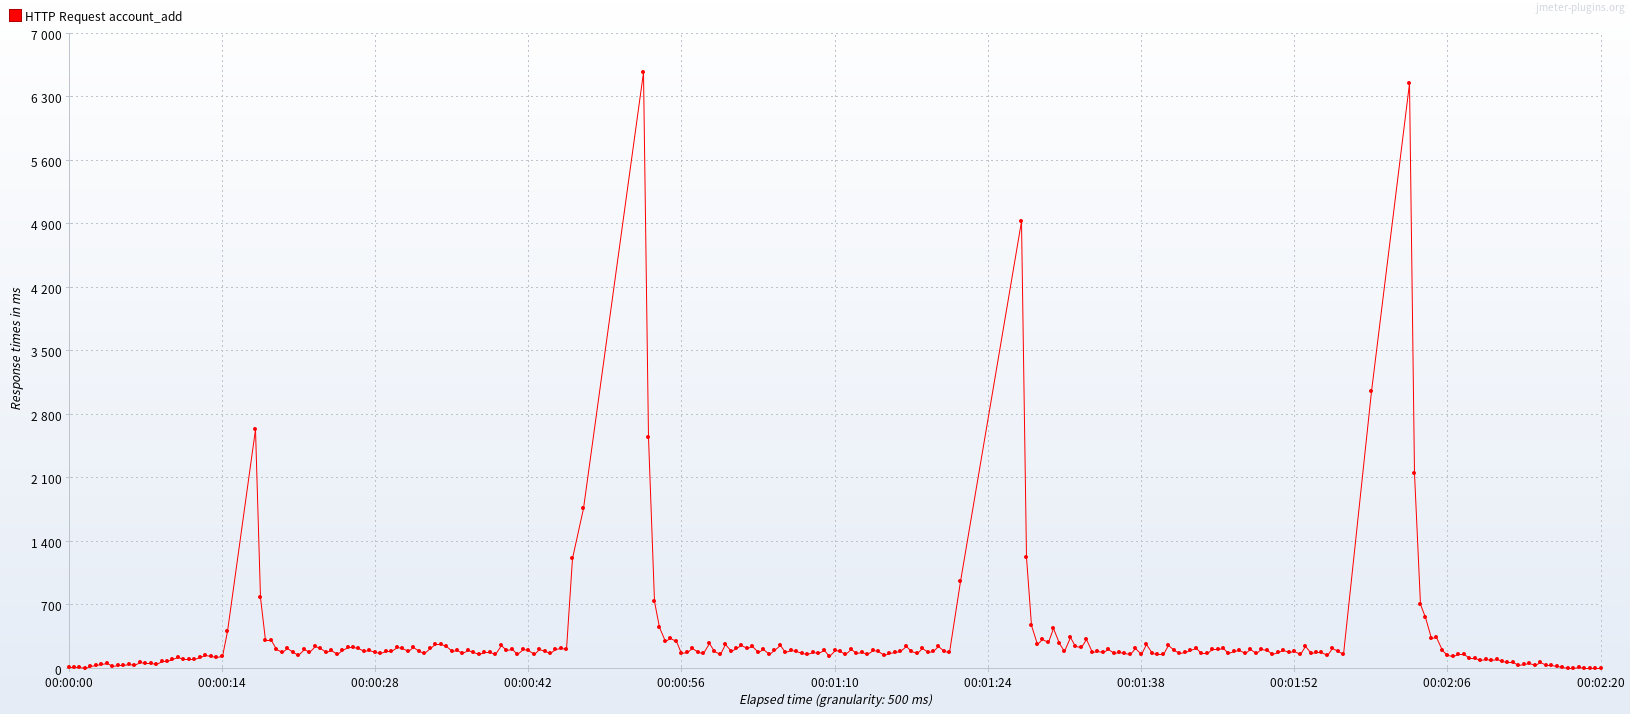 HTTP Request account_add
jmeter-plugins.org
7 000
6 300
5 600
4 900
4 200
3 500
2 800
2 100
1 400
700
0
Response times in ms
00:00:00 00:00:14 00:00:28 00:00:42 00:00:56 00:01:10 00:01:24 00:01:38 00:01:52 00:02:06 00:02:20
Elapsed time (granularity: 500 ms)